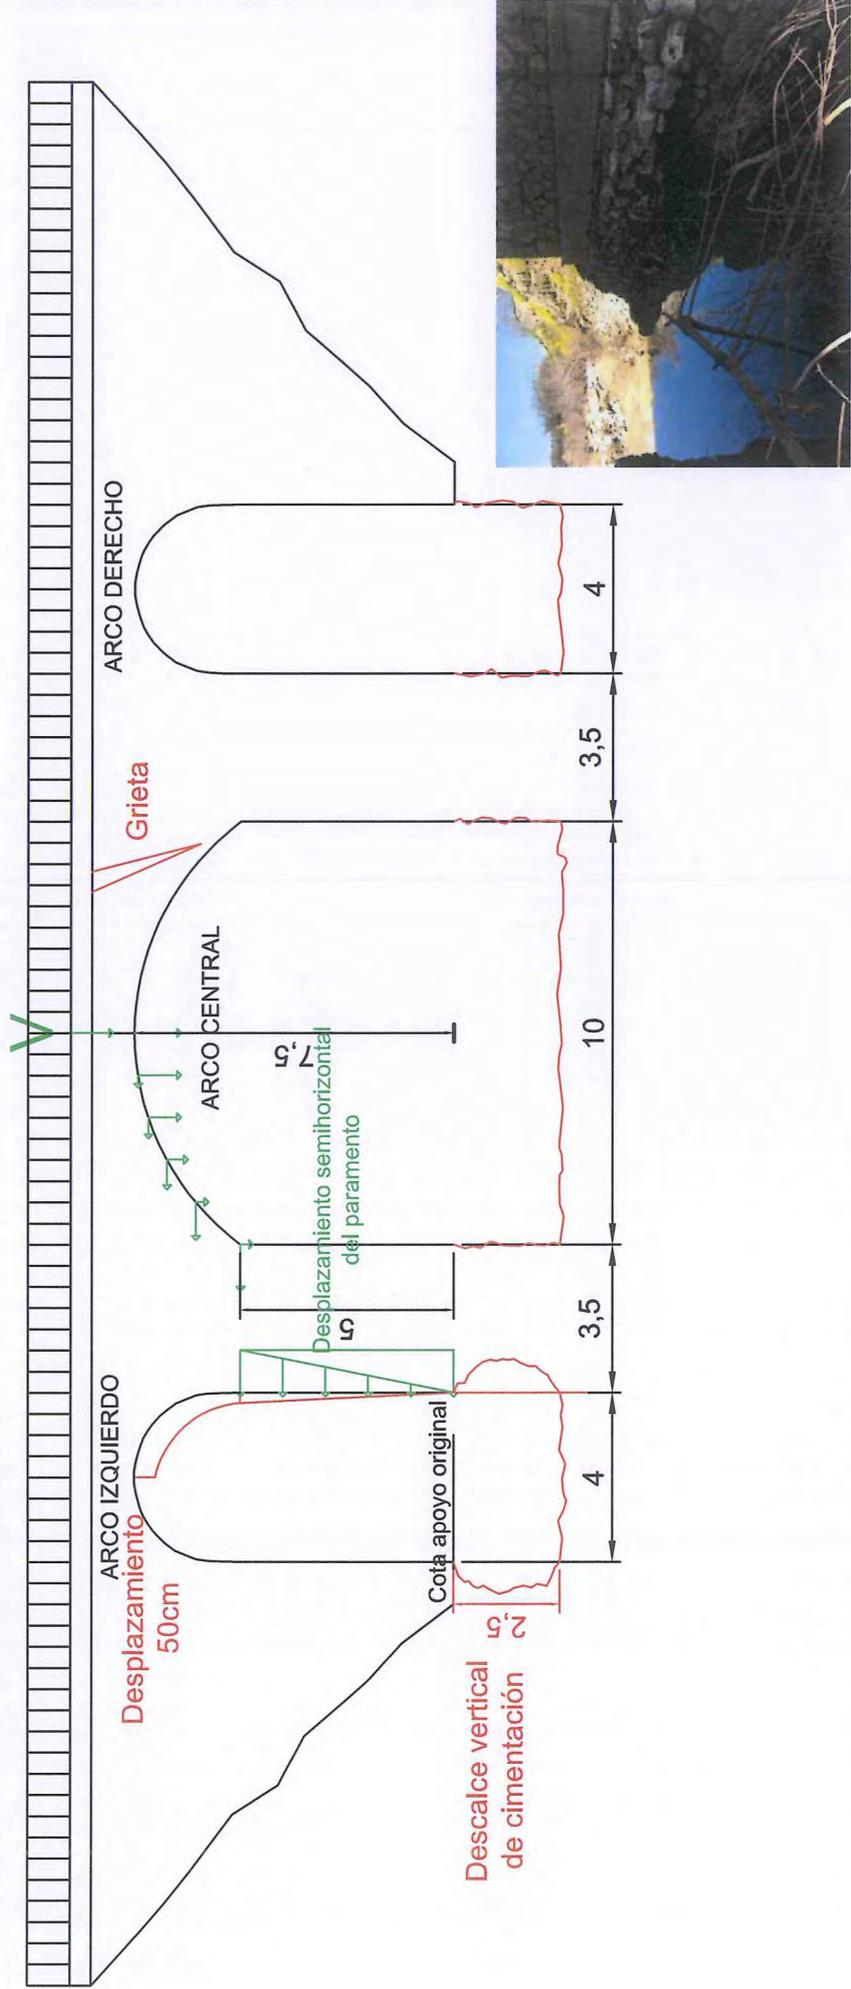 V
ARCO IZQUIERDO
Desplazamiento
50cm
ARCO CENTRAL
Grieta
ARCO DERECHO
7,5
Desplazamiento semihorizontal
del paramento
5
Cota apoyo original
2,5
Descalce vertical
de cimentación
4
3,5
10
3,5
4